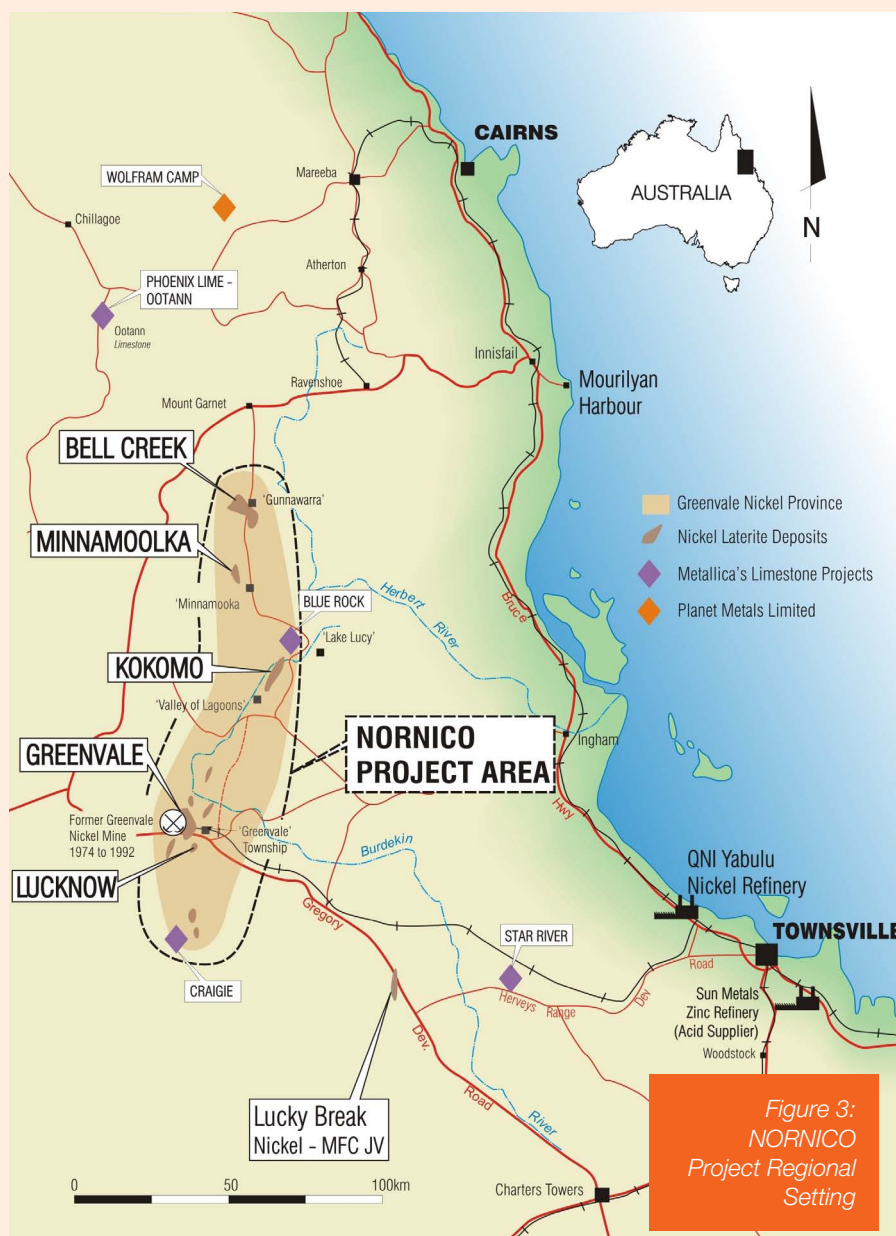 CAIRNS
WOLFRAM CAMP
Mareeba
AUSTRALIA
Chillagoe
N
Atherton
PHOENIX LIME -
OOTANN
Ootann
Limestone
Innisfail
Ravenshoe
Mourilyan
Harbour
Mount Garnet
BELL CREEK
'Gunnawarra'
Greenvale Nickel Province
Nickel Laterite Deposits
Metallica's Limestone Projects
Planet Metals Limited
MINNAMOOLKA
'Minnamooka'
Herbert
River
Bruce
BLUE ROCK
'Lake Lucy'
KOKOMO
'Valley of Lagoons'
NORNICO
PROJECT AREA
Ingham
Hwy
GREENVALE
Former Greenvale
Nickel Mine
1974 to 1992
'Greenvale'
Township
Burdekin
LUCKNOW
QNI Yabulu
Nickel Refinery
Gregory
TOWNSVILLE
STAR RIVER
Road
CRAIGIE
Herveys
Range
Dev
Sun Metals
Zinc Refinery
(Acid Supplier)
Woodstock
Dev.
Road
River
Lucky Break
Nickel - MFC JV
Figure 3:
NORNICO
Project Regional
Setting
0 50 100km
Charters Towers